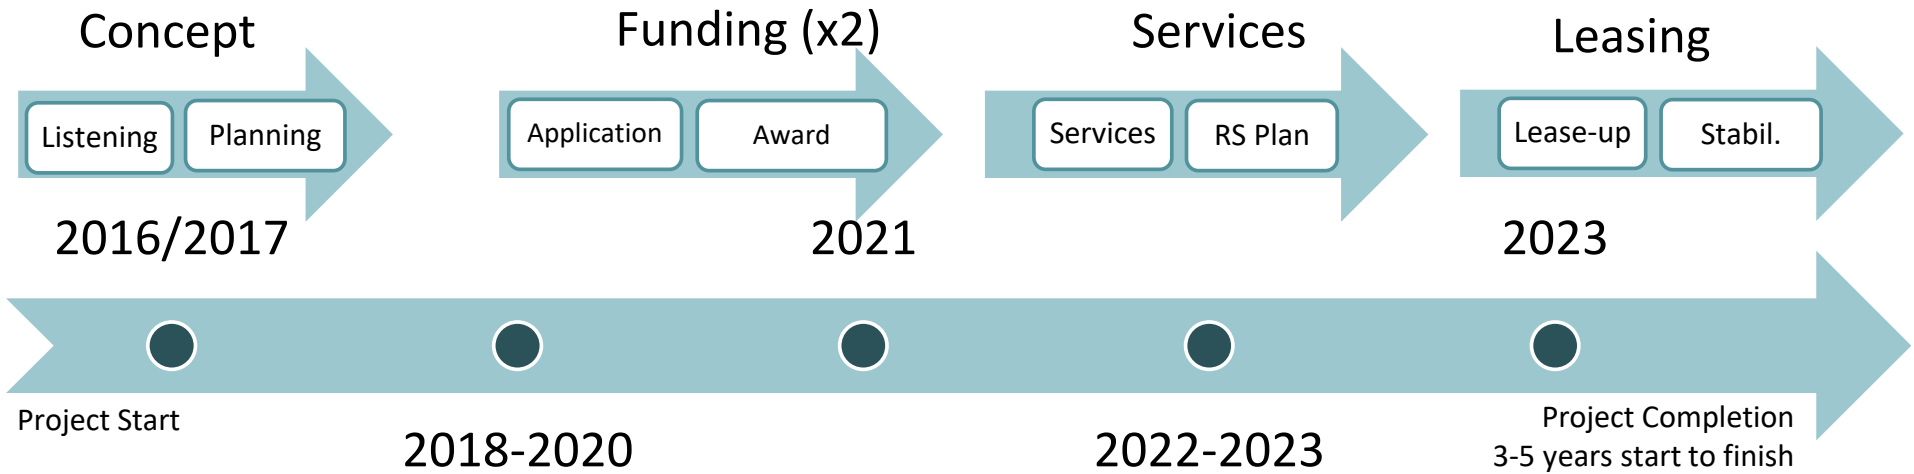 Concept
Funding (x2)
Services
Leasing
Listening
Planning
Application
Award
Services
RS Plan
Lease-up
Stabil.
2016/2017
2021
2023
Project Start
2018-2020
2022-2023
Project Completion
3-5 years start to finish